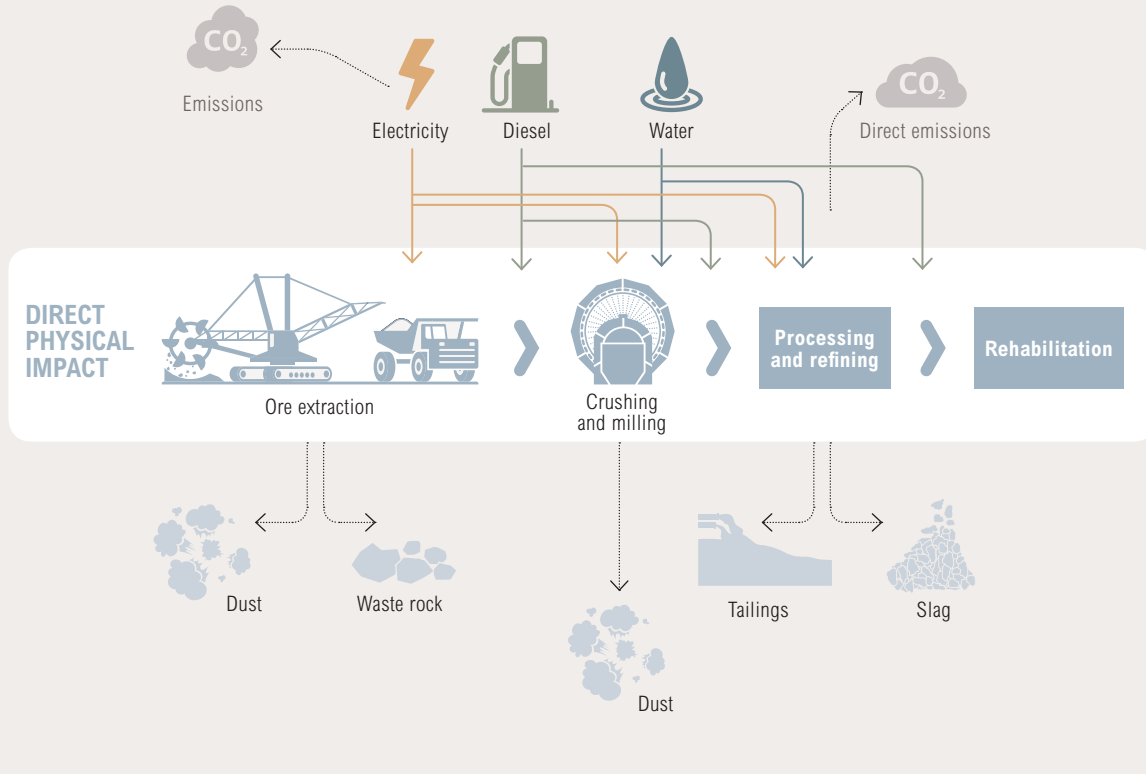 CO₂
Emissions
Electricity
Diesel
Water
CO₂
Direct emissions
DIRECT
PHYSICAL
IMPACT
Ore extraction
Crushing
and milling
Processing
and refining
Rehabilitation
Dust
Waste rock
Dust
Tailings
Slag